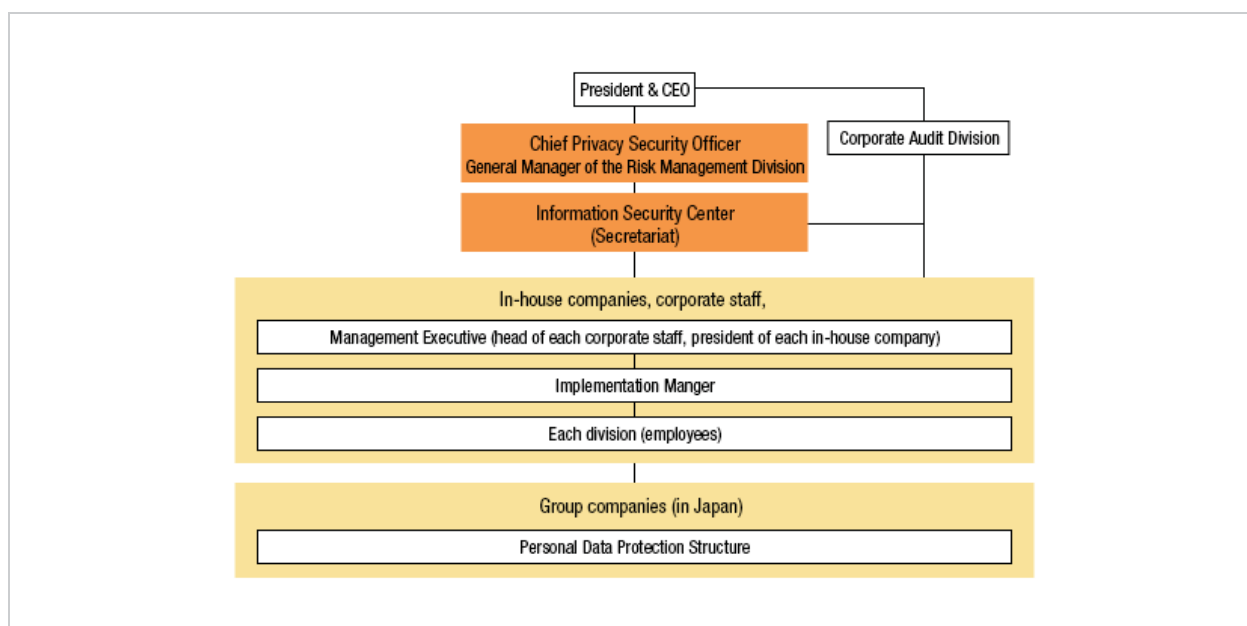 President & CEO
Chief Privacy Security Officer
General Manager of the Risk Management Division
Corporate Audit Division
Information Security Center
(Secretariat)
In-house companies, corporate staff,
Management Executive (head of each corporate staff, president of each in-house company)
Implementation Manger
Each division (employees)
Group companies (in Japan)
Personal Data Protection Structure